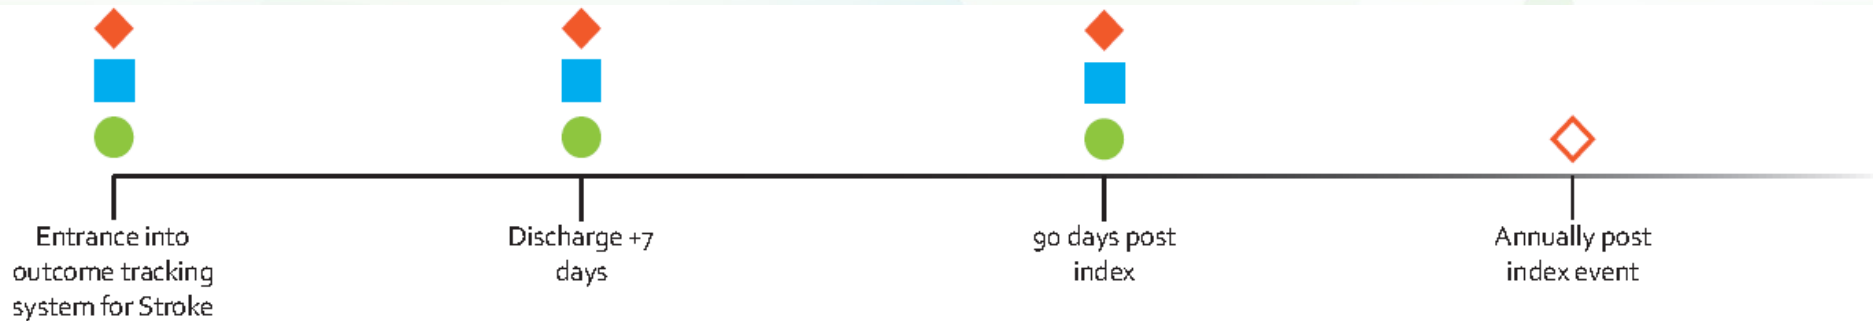 Entrance into
outcome tracking
system for Stroke
Discharge +7
days
90 days post
index
Annually post
index event